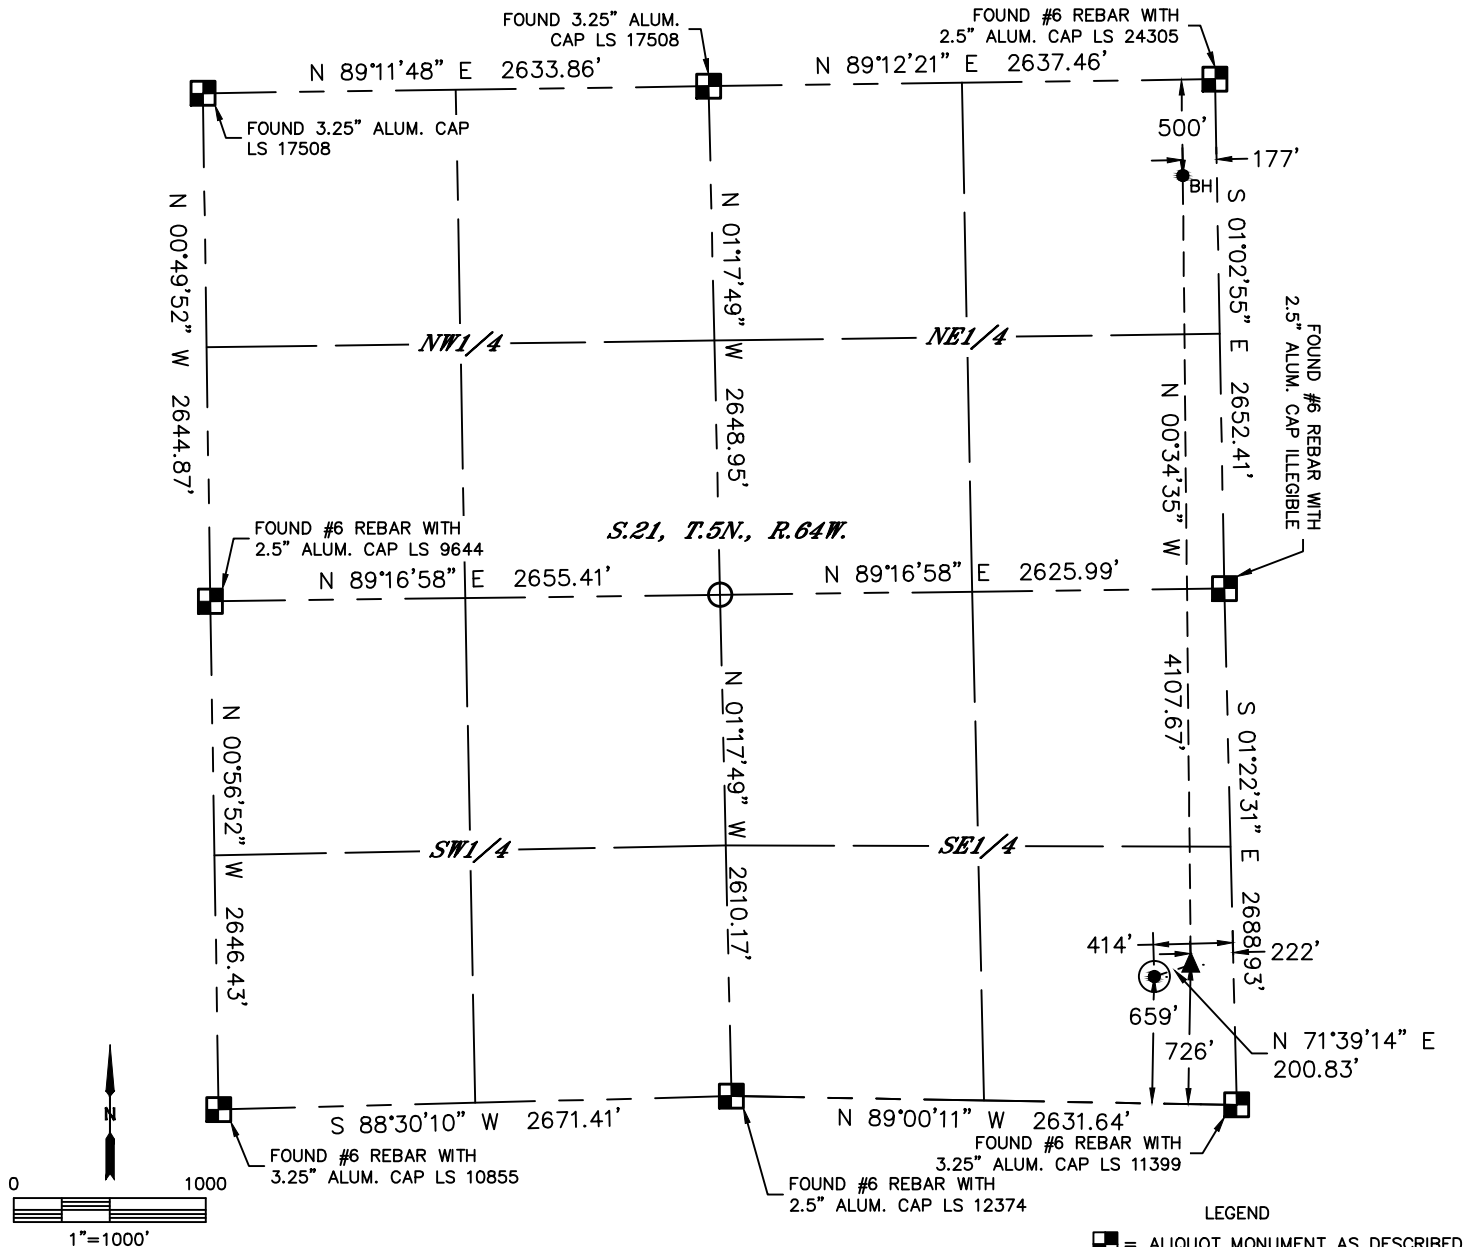 FOUND 3.25" ALUM.
CAP LS 17508
FOUND #6 REBAR WITH
2.5" ALUM. CAP LS 24305
N 89°11'48" E 2633.86'
N 89°12'21" E 2637.46'
FOUND 3.25" ALUM. CAP
LS 17508
500'
177'
BH
N 00°49'52" W 2644.87'
N 01°17'49" W 2648.95'
S 01°02'55" E 2652.41'
FOUND #6 REBAR WITH
2.5" ALUM. CAP ILLEGIBLE
NW1/4
NE1/4
N 00°34'35" W 4107.67'
FOUND #6 REBAR WITH
2.5" ALUM. CAP LS 9644
S.21, T.5N., R.64W.
N 89°16'58" E 2655.41'
N 89°16'58" E 2625.99'
N 00°56'52" W 2646.43'
N 01°17'49" W 2610.17'
S 01°22'31" E 2688.93'
SW1/4
SE1/4
414'
222'
659'
726'
N 71°39'14" E
200.83'
S 88°30'10" W 2671.41'
N 89°00'11" W 2631.64'
FOUND #6 REBAR WITH
3.25" ALUM. CAP LS 10855
FOUND #6 REBAR WITH
2.5" ALUM. CAP LS 12374
FOUND #6 REBAR WITH
3.25" ALUM. CAP LS 11399
N
0 1000
1"=1000'
LEGEND
= ALIQUOT MONUMENT AS DESCRIBED